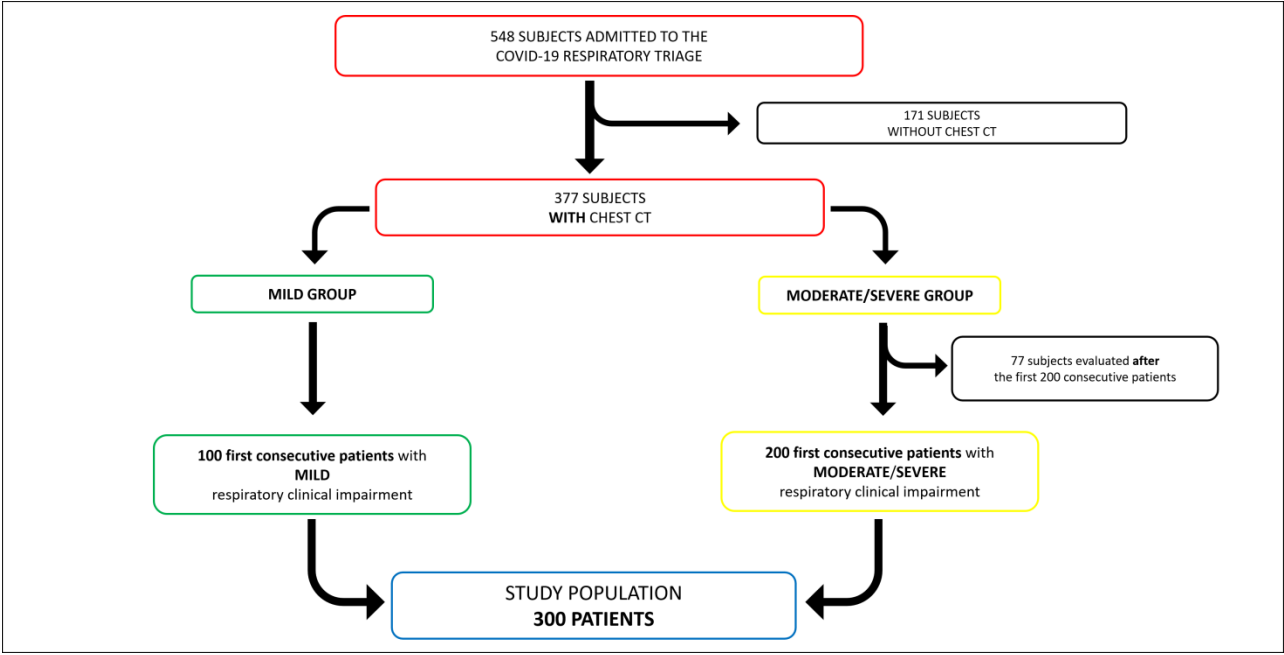 548 SUBJECTS ADMITTED TO THE
COVID-19 RESPIRATORY TRIAGE
171 SUBJECTS
WITHOUT CHEST CT
377 SUBJECTS
WITH CHEST CT
MILD GROUP
MODERATE/SEVERE GROUP
77 subjects evaluated after
the first 200 consecutive patients
100 first consecutive patients with
MILD
respiratory clinical impairment
200 first consecutive patients with
MODERATE/SEVERE
respiratory clinical impairment
STUDY POPULATION
300 PATIENTS